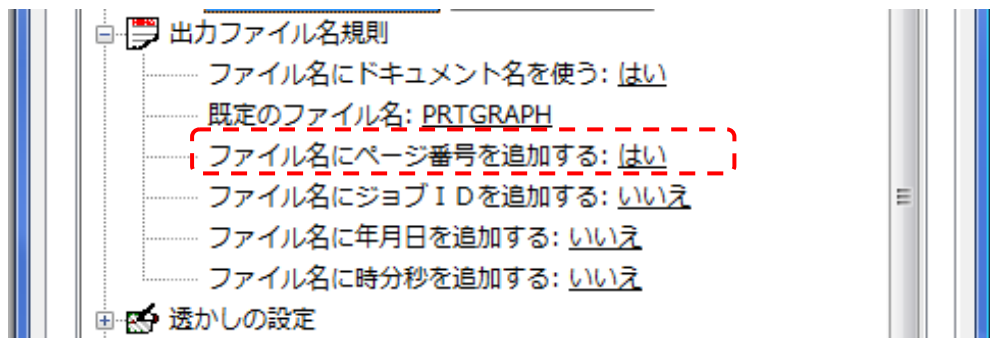 出力ファイル名規則
ファイル名にドキュメント名を使う: はい
既定のファイル名: PRTGRAPH
ファイル名にページ番号を追加する: はい
ファイル名にジョブＩＤを追加する: いいえ
ファイル名に年月日を追加する: いいえ
ファイル名に時分秒を追加する: いいえ
透かしの設定